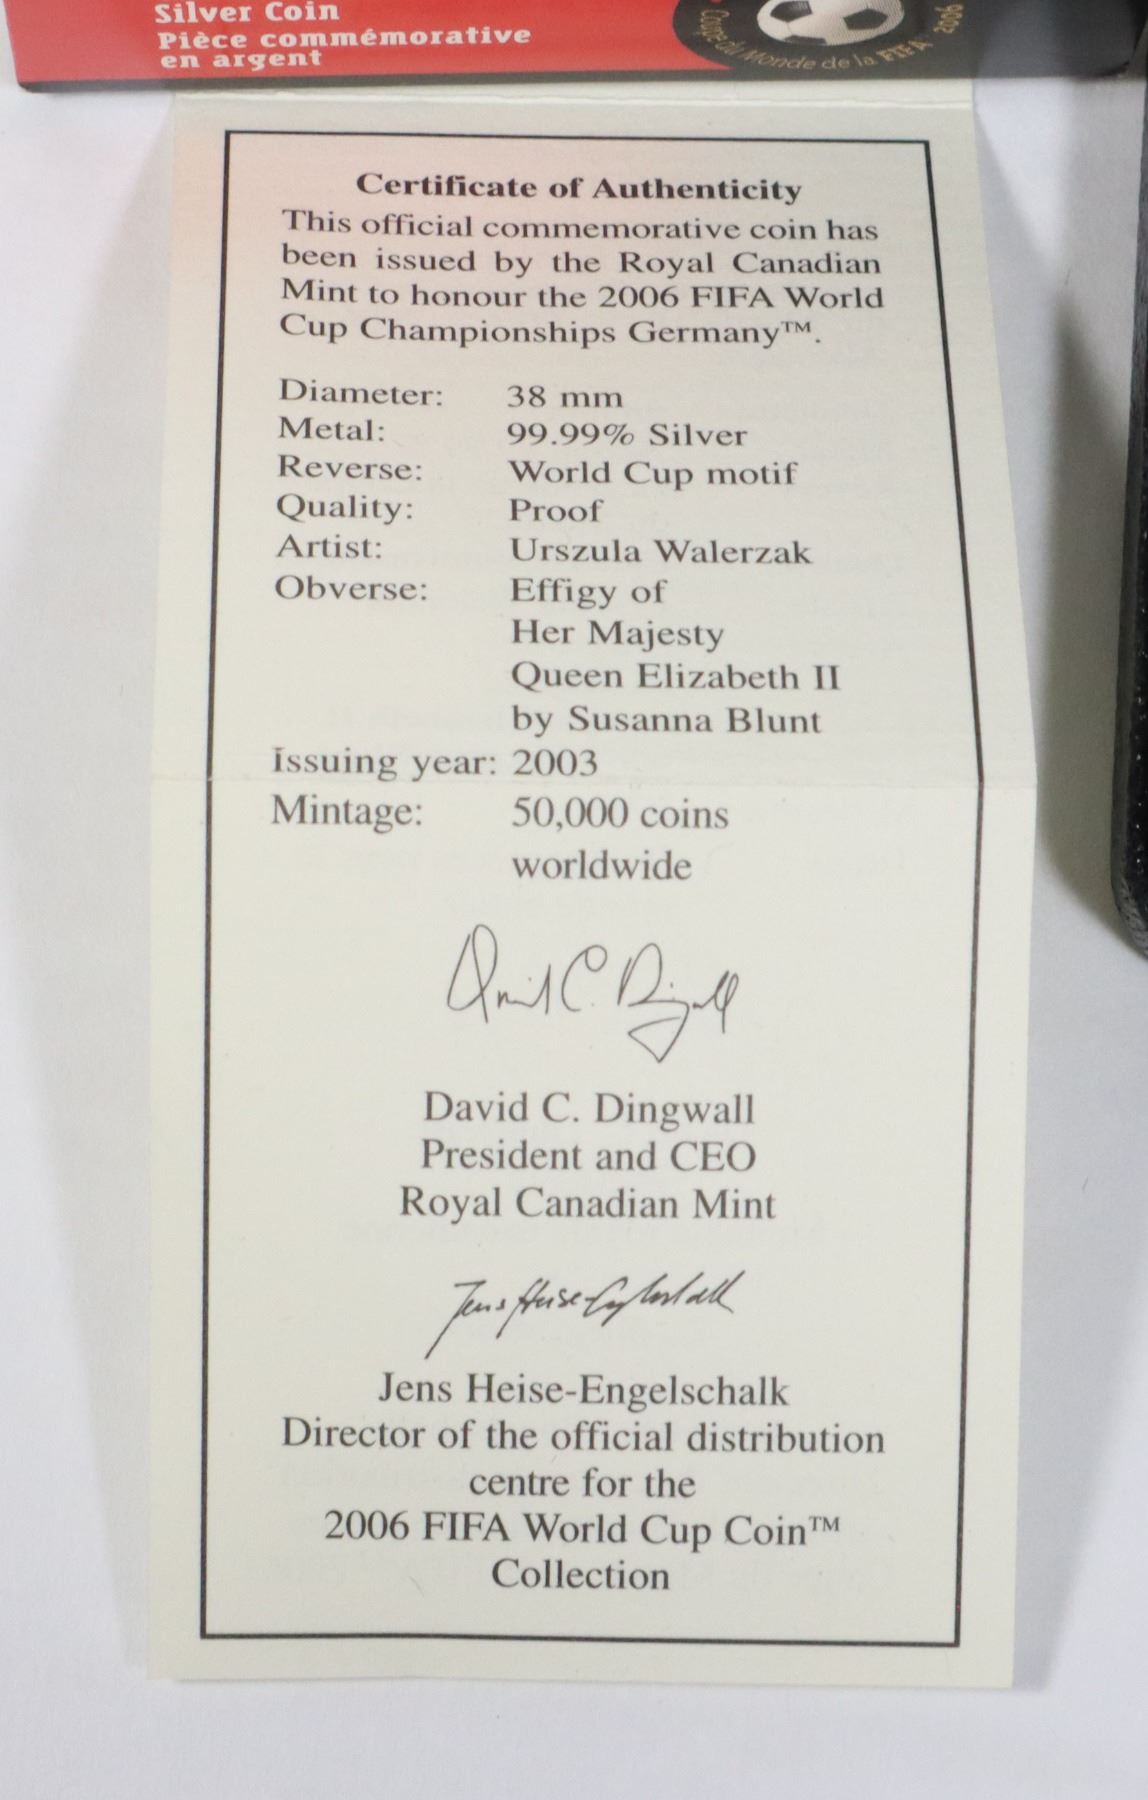 Silver Coin
Pièce commémorative
en argent
Coupe du Monde de la FIFA 2006
Certificate of Authenticity
This official commemorative coin has
been issued by the Royal Canadian
Mint to honour the 2006 FIFA World
Cup Championships Germany™.
Diameter: 38 mm
Metal: 99.99% Silver
Reverse: World Cup motif
Quality: Proof
Artist: Urszula Walerzak
Obverse: Effigy of
Her Majesty
Queen Elizabeth II
by Susanna Blunt
Issuing year: 2003
Mintage: 50,000 coins
worldwide
David C. Dingwall
David C. Dingwall
President and CEO
Royal Canadian Mint
Jens Heise-Engelschalk
Jens Heise-Engelschalk
Director of the official distribution
centre for the
2006 FIFA World Cup Coin™
Collection